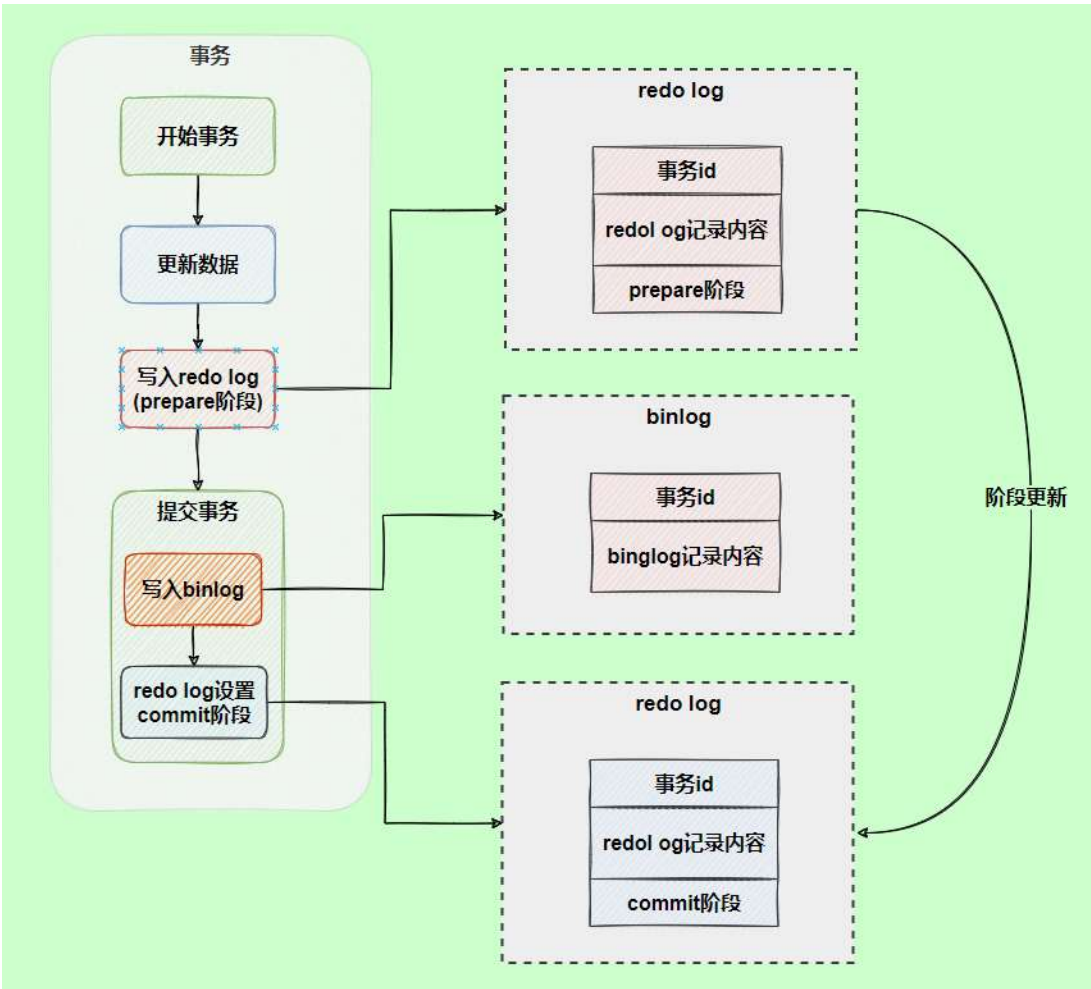 事务
开始事务
更新数据
写入redo log
(prepare阶段)
提交事务
写入binlog
redo log设置
commit阶段
redo log
事务id
redol og记录内容
prepare阶段
binlog
事务id
binglog记录内容
redo log
事务id
redol og记录内容
commit阶段
阶段更新